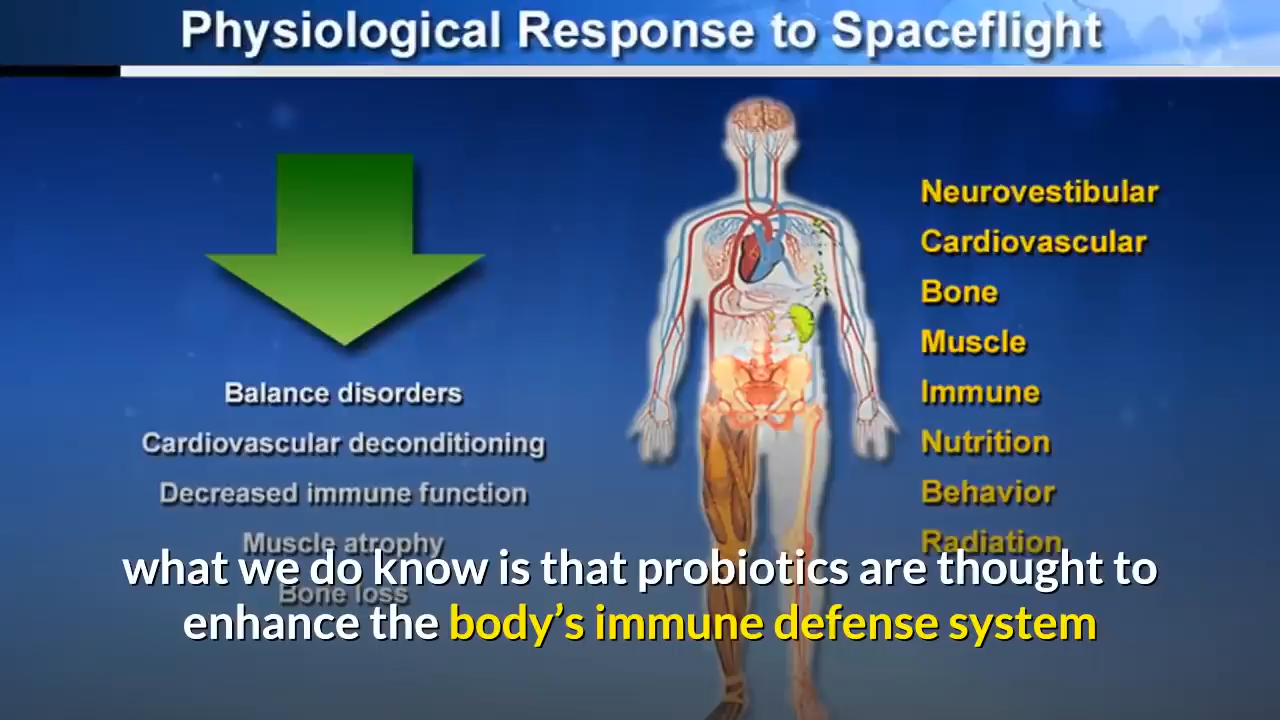 Physiological Response to Spaceflight
Balance disorders
Cardiovascular deconditioning
Decreased immune function
Muscle atrophy
Bone loss
Neurovestibular
Cardiovascular
Bone
Muscle
Immune
Nutrition
Behavior
Radiation
what we do know is that probiotics are thought to
enhance the body’s immune defense system